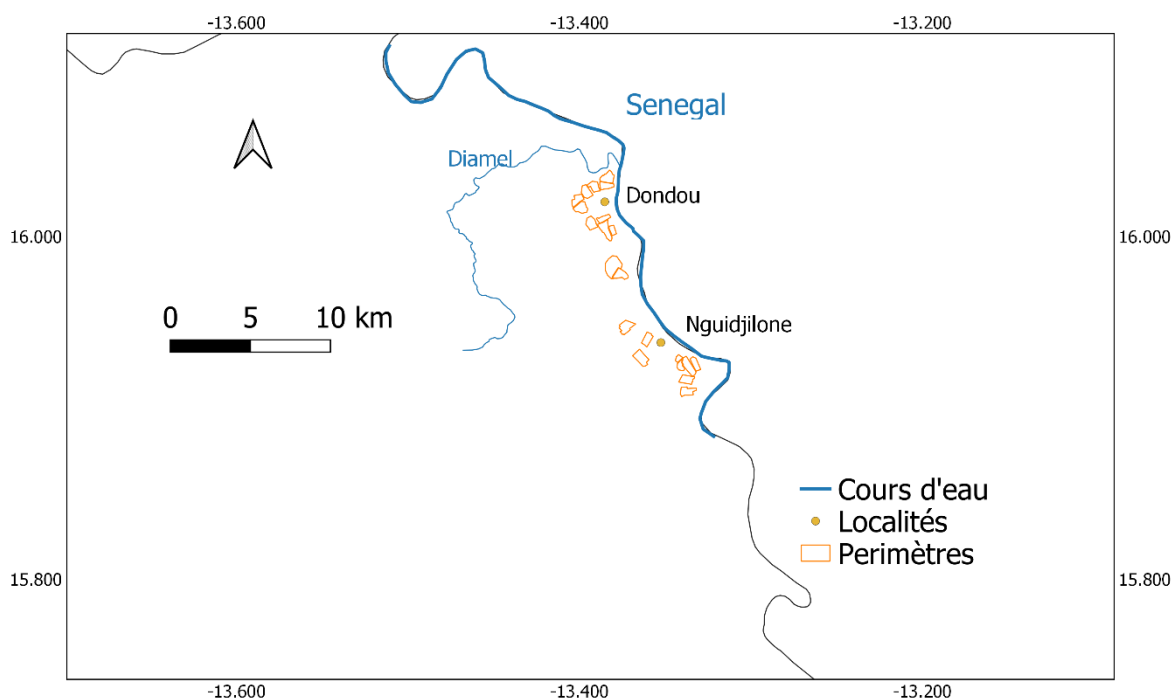 -13.600 -13.400 -13.200
Senegal
Diamel
Dondou
16.000 16.000
Nguidjilone
0 5 10 km
Cours d'eau
Localités
Perimètres
15.800 15.800
-13.600 -13.400 -13.200